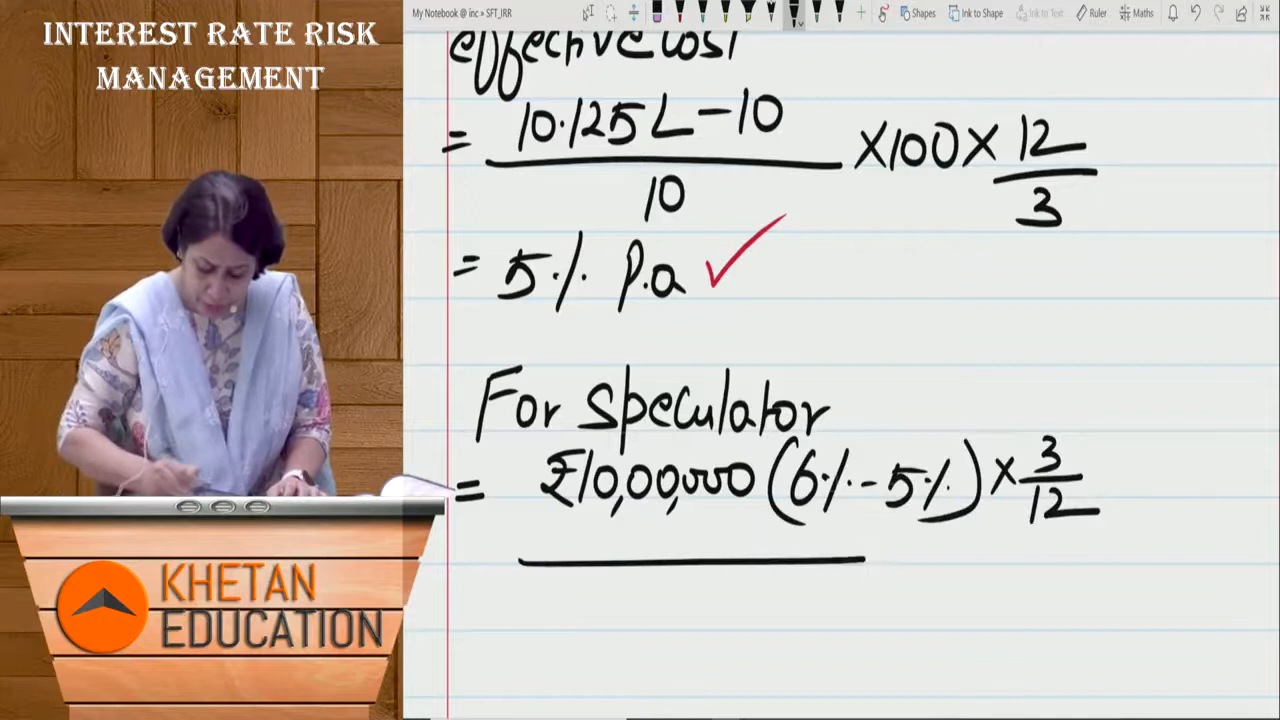 INTEREST RATE RISK
MANAGEMENT
My Notebook @ inc » SFT_IRR
Shapes
Ink to Shape
Ink to Text
Ruler
Maths
effective cost
= 10.125L - 10 / 10 × 100 × 12 / 3
= 5% P.a ✓
For speculator
= ₹10,00,000 (6% - 5%) × 3 / 12
KHETAN
EDUCATION